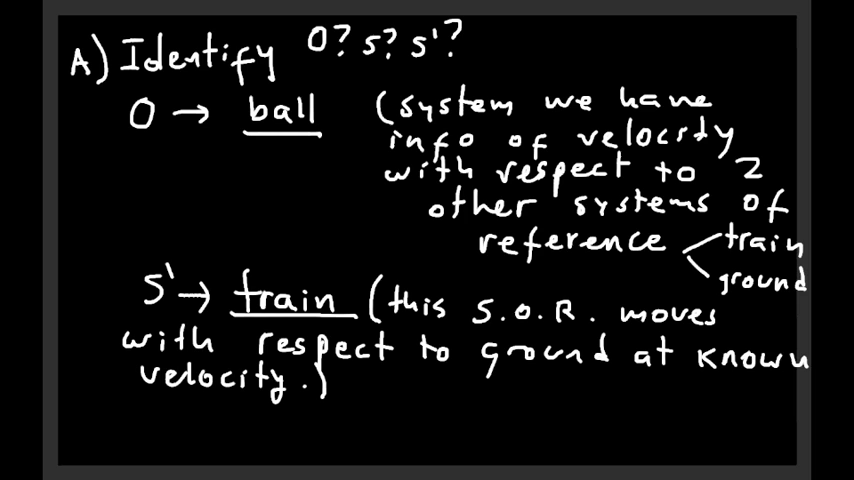 A) Identify O? S? S'?
O → ball (system we have
info of velocity
with respect to 2
other systems of
reference train
ground
S' → train (this S.O.R. moves
with respect to ground at known
velocity.)